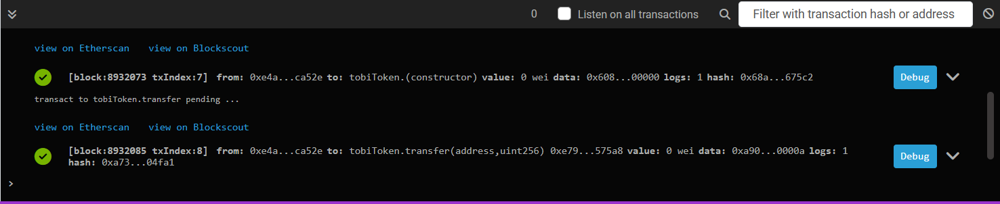 0 Listen on all transactions Filter with transaction hash or address
view on Etherscan view on Blockscout
[block:8932073 txIndex:7] from: 0xe4a...ca52e to: tobiToken.(constructor) value: 0 wei data: 0x608...00000 logs: 1 hash: 0x68a...675c2 Debug
transact to tobiToken.transfer pending ...
view on Etherscan view on Blockscout
[block:8932085 txIndex:8] from: 0xe4a...ca52e to: tobiToken.transfer(address,uint256) 0xe79...575a8 value: 0 wei data: 0xa90...0000a logs: 1 Debug
hash: 0xa73...04fa1
>